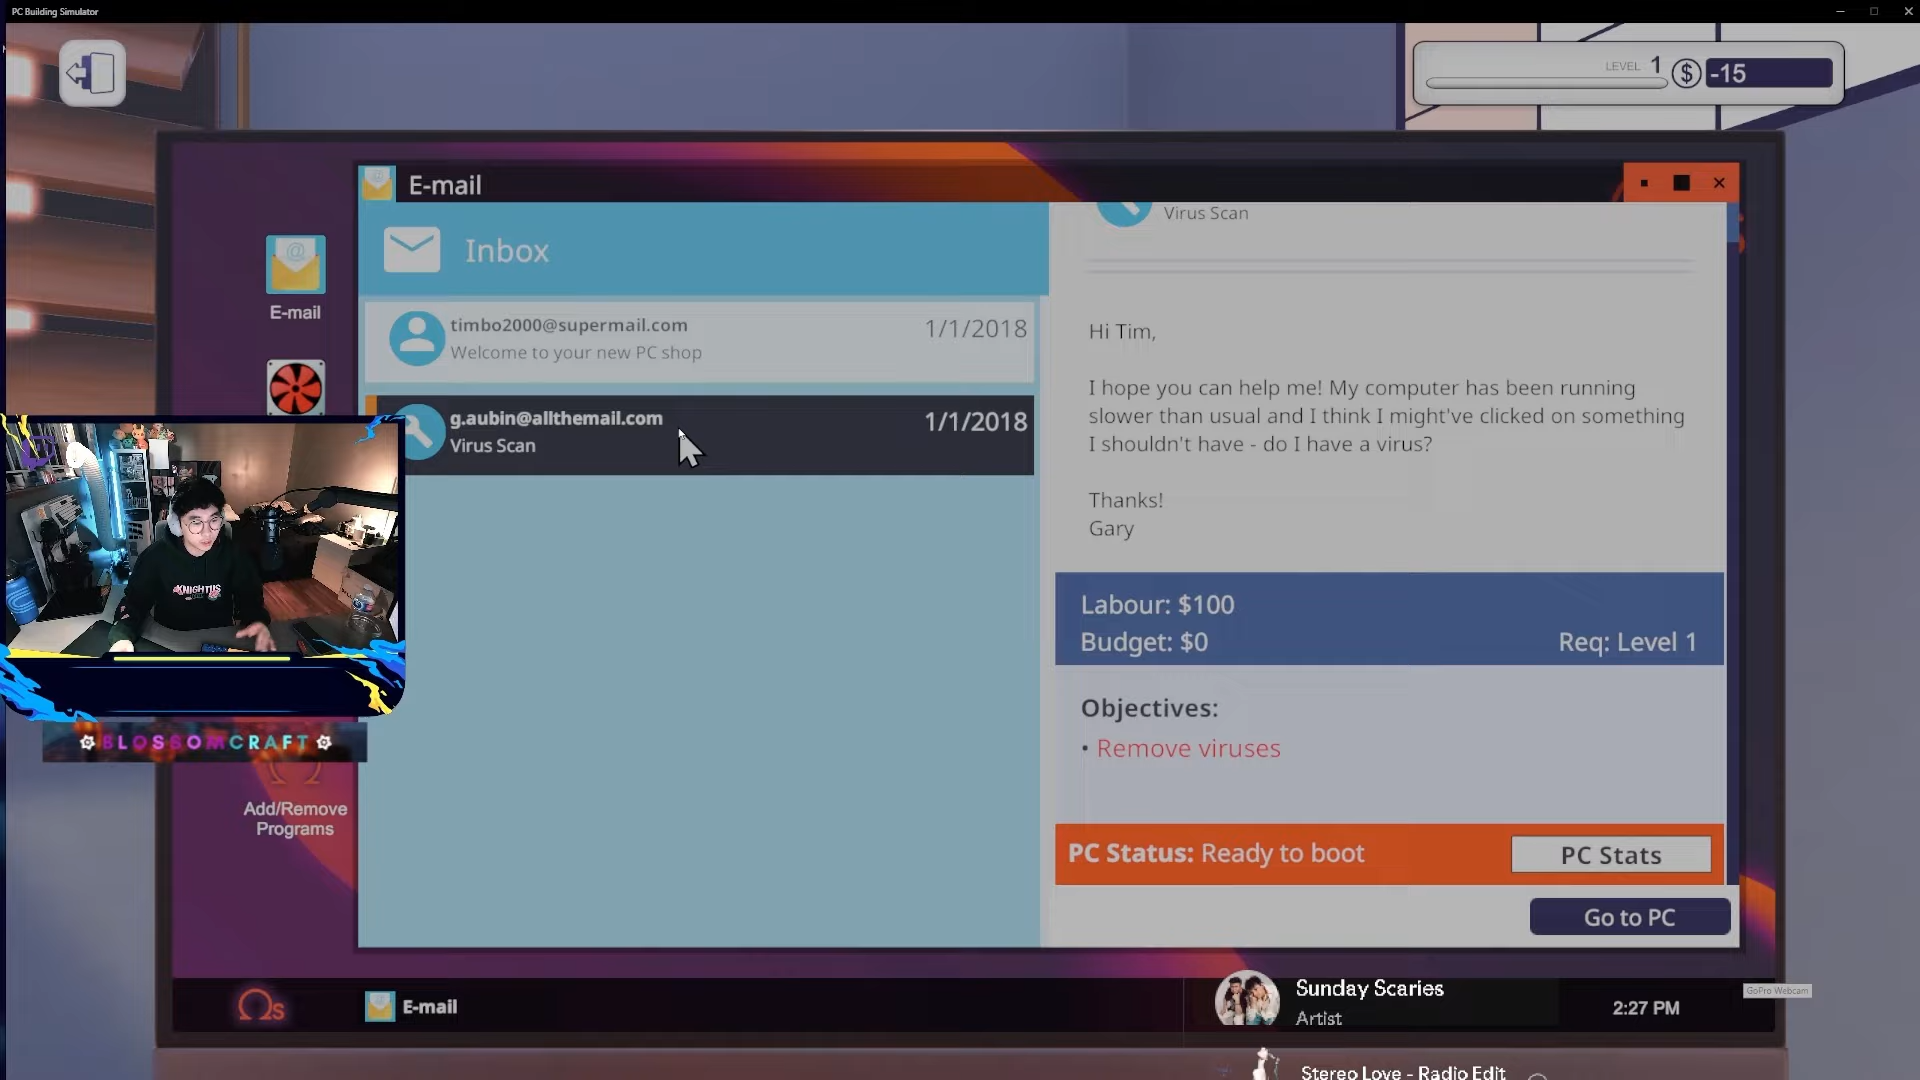 PC Building Simulator
LEVEL 1
$ -15
E-mail
Virus Scan
Inbox
E-mail
timbo2000@supermail.com
1/1/2018
Welcome to your new PC shop
g.aubin@allthemail.com
1/1/2018
Virus Scan
Hi Tim,
I hope you can help me! My computer has been running
slower than usual and I think I might've clicked on something
I shouldn't have - do I have a virus?
Thanks!
Gary
Labour: $100
Budget: $0
Req: Level 1
Objectives:
• Remove viruses
PC Status: Ready to boot
PC Stats
Go to PC
KNIGHTUS
BLOSSOMCRAFT
Add/Remove
Programs
Ωs
E-mail
Sunday Scaries
Artist
2:27 PM
GoPro Webcam
Stereo Love - Radio Edit